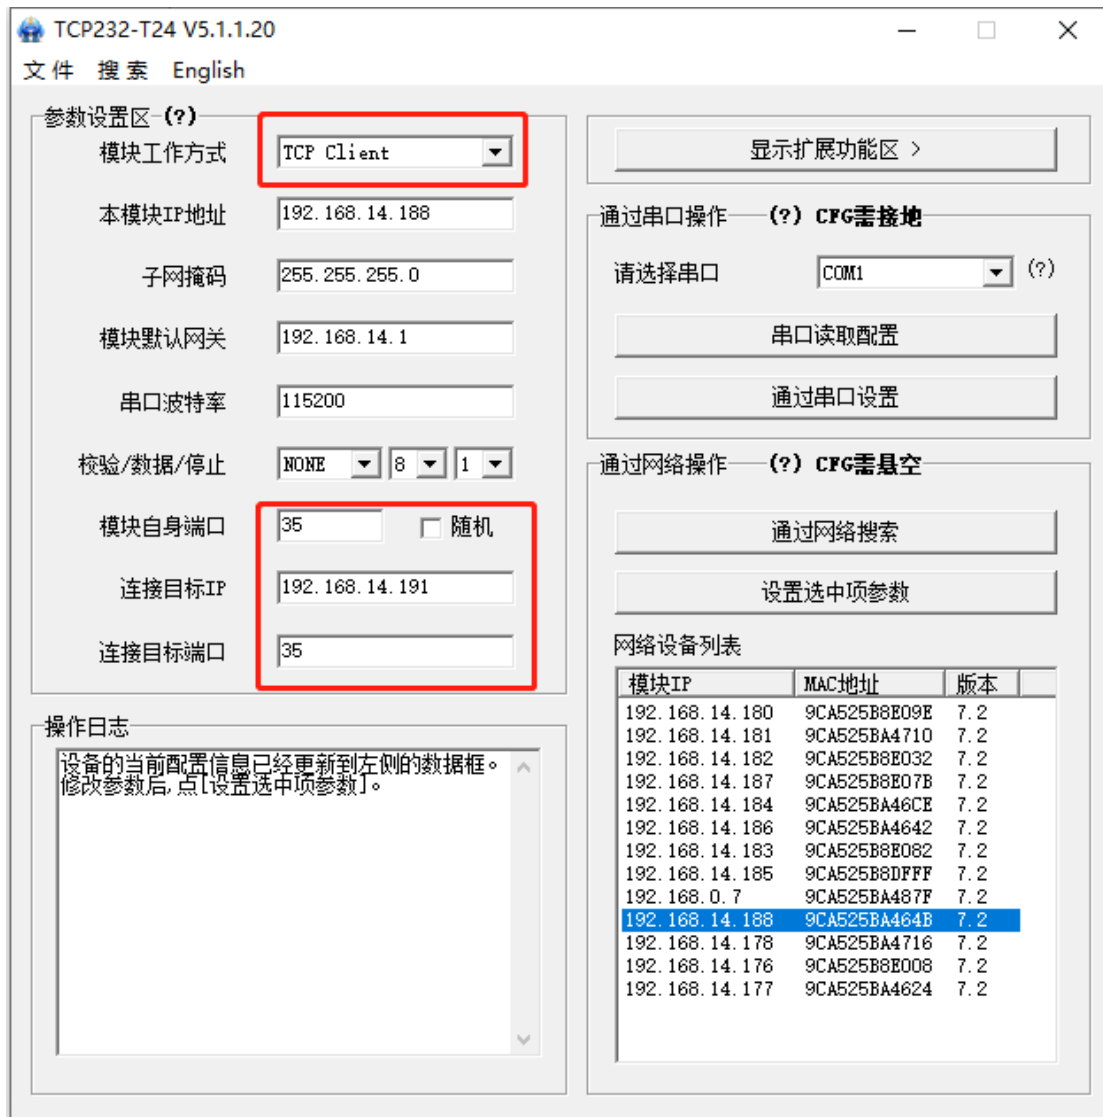 TCP232-T24 V5.1.1.20
文件 搜索 English
参数设置区 (?)
模块工作方式 TCP Client
本模块IP地址 192.168.14.188
子网掩码 255.255.255.0
模块默认网关 192.168.14.1
串口波特率 115200
校验/数据/停止 NONE 8 1
模块自身端口 35 随机
连接目标IP 192.168.14.191
连接目标端口 35
操作日志
设备的当前配置信息已经更新到左侧的数据框。
修改参数后,点[设置选中项参数]。
显示扩展功能区 >
通过串口操作 (?) CFG需接地
请选择串口 COM1 (?)
串口读取配置
通过串口设置
通过网络操作 (?) CFG需悬空
通过网络搜索
设置选中项参数
网络设备列表
模块IP MAC地址 版本
192.168.14.180 9CA525B8E09E 7.2
192.168.14.181 9CA525BA4710 7.2
192.168.14.182 9CA525B8E032 7.2
192.168.14.187 9CA525B8E07B 7.2
192.168.14.184 9CA525BA46CE 7.2
192.168.14.186 9CA525BA4642 7.2
192.168.14.183 9CA525B8E082 7.2
192.168.14.185 9CA525B8DFFF 7.2
192.168.0.7 9CA525BA487F 7.2
192.168.14.188 9CA525BA464B 7.2
192.168.14.178 9CA525BA4716 7.2
192.168.14.176 9CA525B8E008 7.2
192.168.14.177 9CA525BA4624 7.2